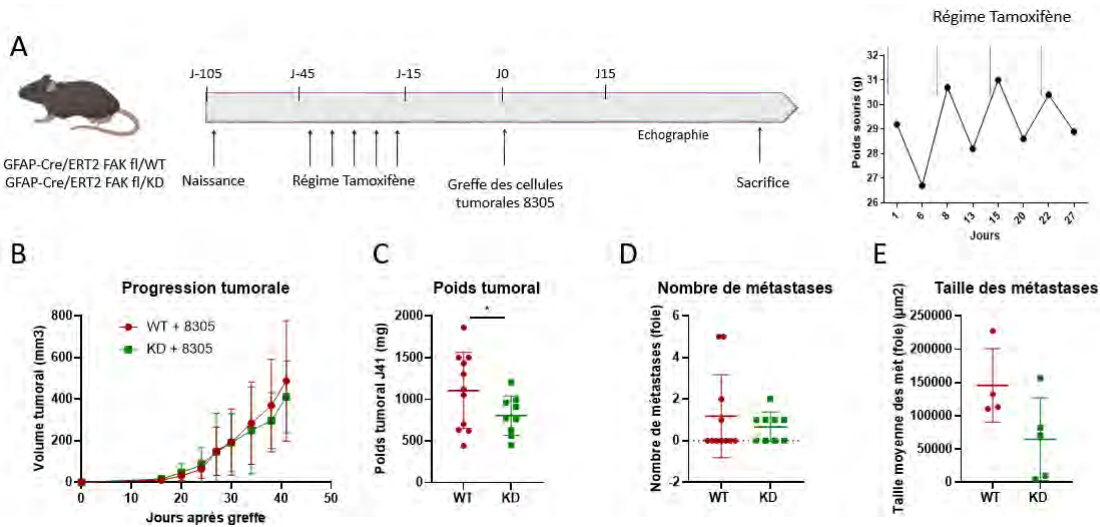 A
J-105
J-45
J-15
J0
J15
Echographie
GFAP-Cre/ERT2 FAK fl/WT
GFAP-Cre/ERT2 FAK fl/KD
Naissance
Régime Tamoxifène
Greffe des cellules
tumorales 8305
Sacrifice
Régime Tamoxifène
Poids souris (g)
32
31
30
29
28
27
26
1
6
8
13
15
20
22
27
Jours
B
Progression tumorale
Volume tumoral (mm3)
800
600
400
200
0
WT + 8305
KD + 8305
0
10
20
30
40
50
Jours après greffe
C
Poids tumoral
Poids tumoral J41 (mg)
2000
1500
1000
500
0
*
WT
KD
D
Nombre de métastases
Nombre de métastases (foie)
6
4
2
0
-2
WT
KD
E
Taille des métastases
Taille moyenne des mét (foie) (µm2)
250000
200000
150000
100000
50000
0
WT
KD